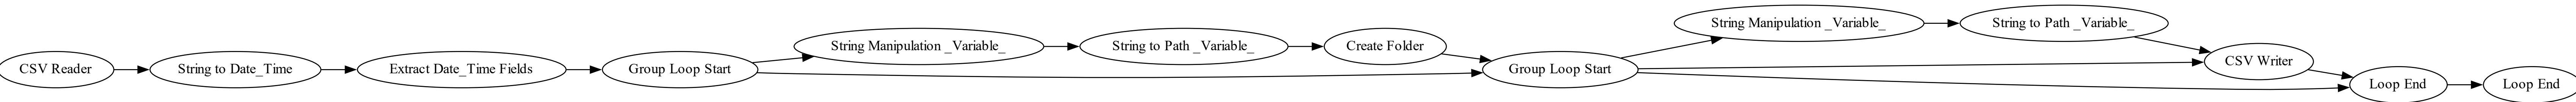 CSV Reader
String to Date_Time
Extract Date_Time Fields
Group Loop Start
String Manipulation _Variable_
String to Path _Variable_
Create Folder
Group Loop Start
String Manipulation _Variable_
String to Path _Variable_
CSV Writer
Loop End
Loop End